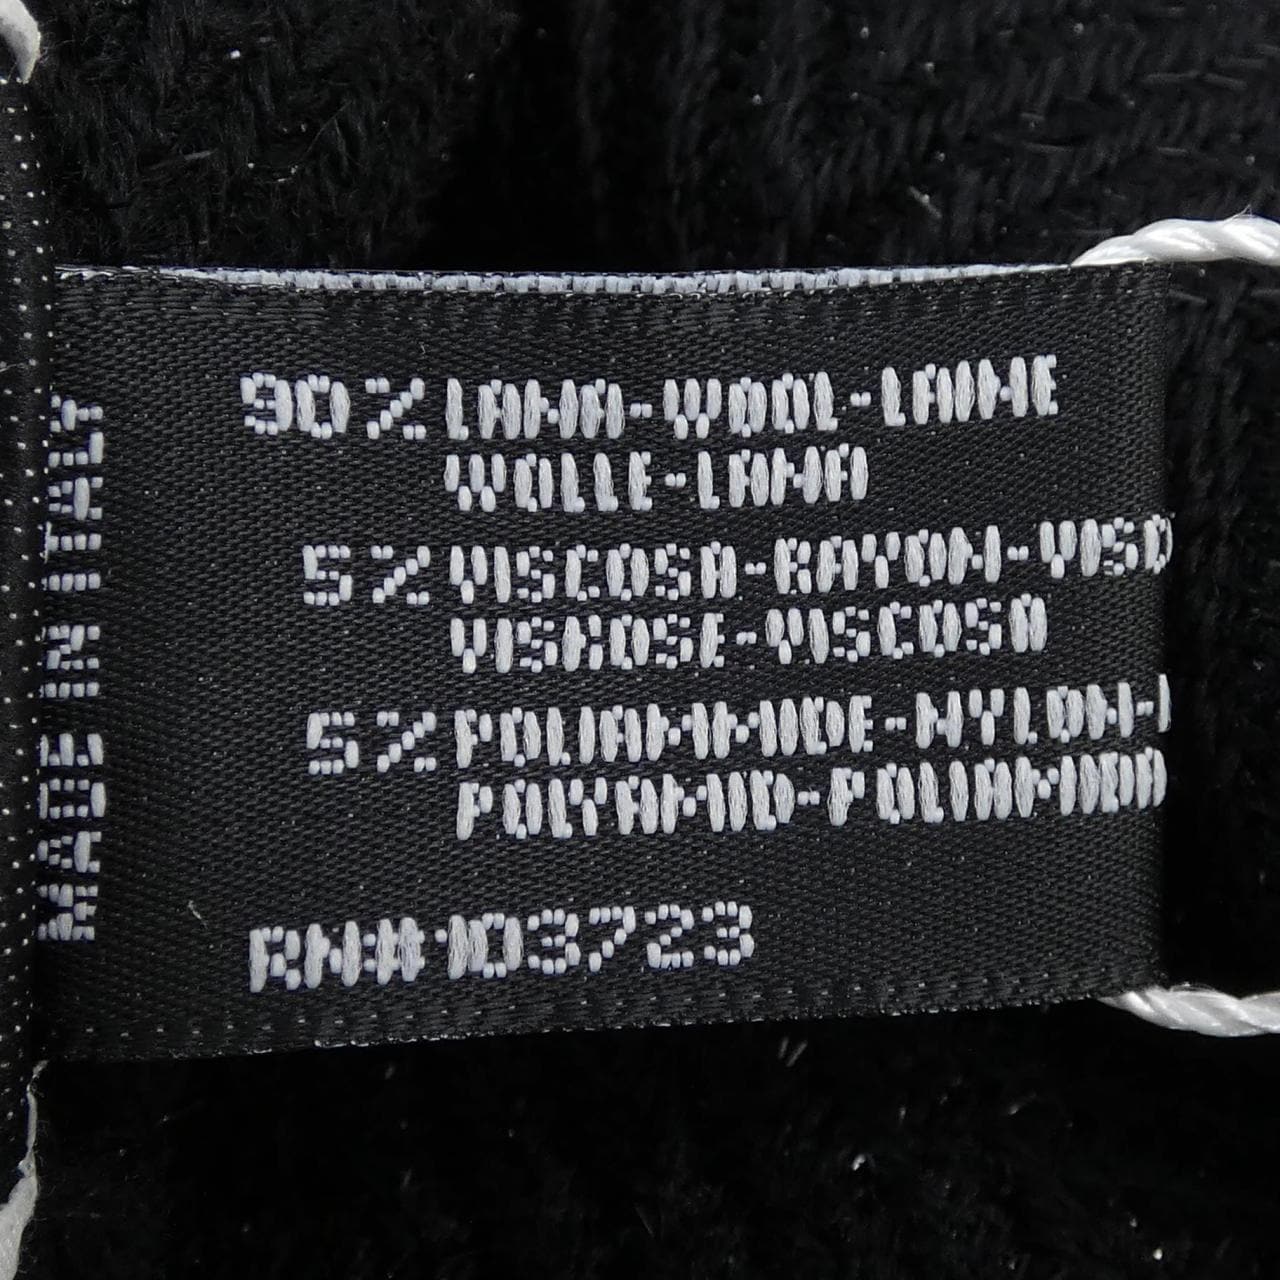 90% LANA-WOOL-LAINE
WOLLE-LANA
5% VISCOSA-RAYON-VISCO
VISKOSE-VISCOSA
5% POLIAMMIDE-NYLON-
POLYAMID-POLIAMIDA
RN# 103723
MADE IN ITALY